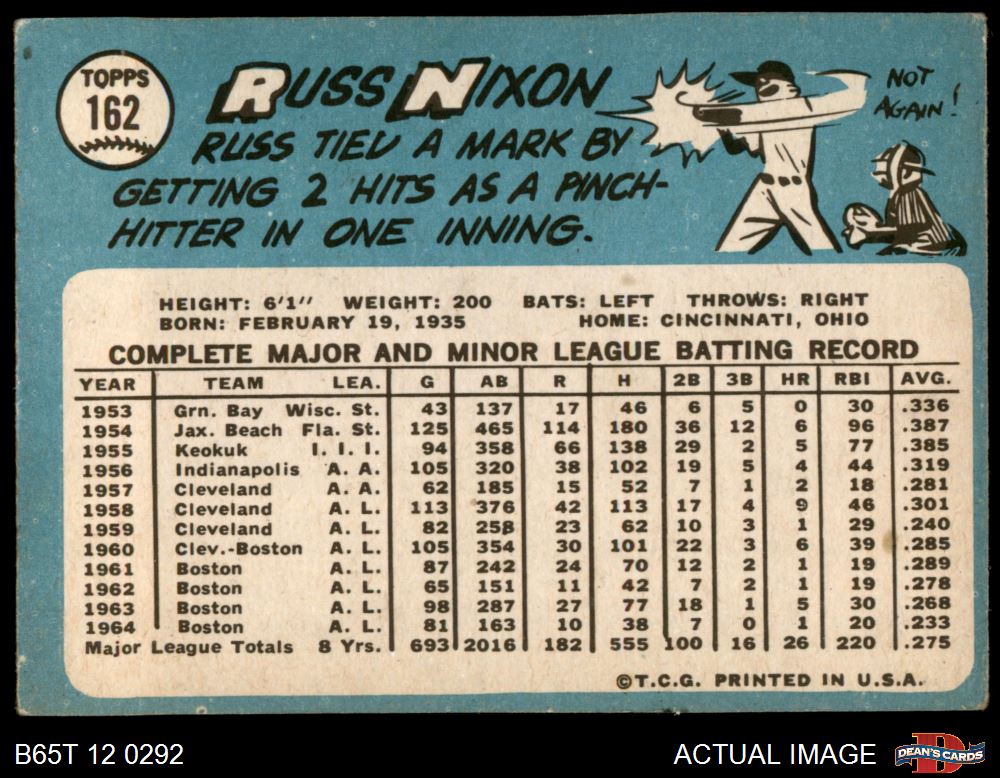 TOPPS
162
RUSS NIXON
RUSS TIED A MARK BY
GETTING 2 HITS AS A PINCH-
HITTER IN ONE INNING.
NOT
AGAIN!
HEIGHT: 6'1" WEIGHT: 200 BATS: LEFT THROWS: RIGHT
BORN: FEBRUARY 19, 1935 HOME: CINCINNATI, OHIO
COMPLETE MAJOR AND MINOR LEAGUE BATTING RECORD
YEAR TEAM LEA. G AB R H 2B 3B HR RBI AVG.
1953 Grn. Bay Wisc. St. 43 137 17 46 6 5 0 30 .336
1954 Jax. Beach Fla. St. 125 465 114 180 36 12 6 96 .387
1955 Keokuk I. I. I. 94 358 66 138 29 2 5 77 .385
1956 Indianapolis A. A. 105 320 38 102 19 5 4 44 .319
1957 Cleveland A. A. 62 185 15 52 7 1 2 18 .281
1958 Cleveland A. L. 113 376 42 113 17 4 9 46 .301
1959 Cleveland A. L. 82 258 23 62 10 3 1 29 .240
1960 Clev.-Boston A. L. 105 354 30 101 22 3 6 39 .285
1961 Boston A. L. 87 242 24 70 12 2 1 19 .289
1962 Boston A. L. 65 151 11 42 7 2 1 19 .278
1963 Boston A. L. 98 287 27 77 18 1 5 30 .268
1964 Boston A. L. 81 163 10 38 7 0 1 20 .233
Major League Totals 8 Yrs. 693 2016 182 555 100 16 26 220 .275
©T.C.G. PRINTED IN U.S.A.
B65T 12 0292
ACTUAL IMAGE
D
DEAN'S CARDS